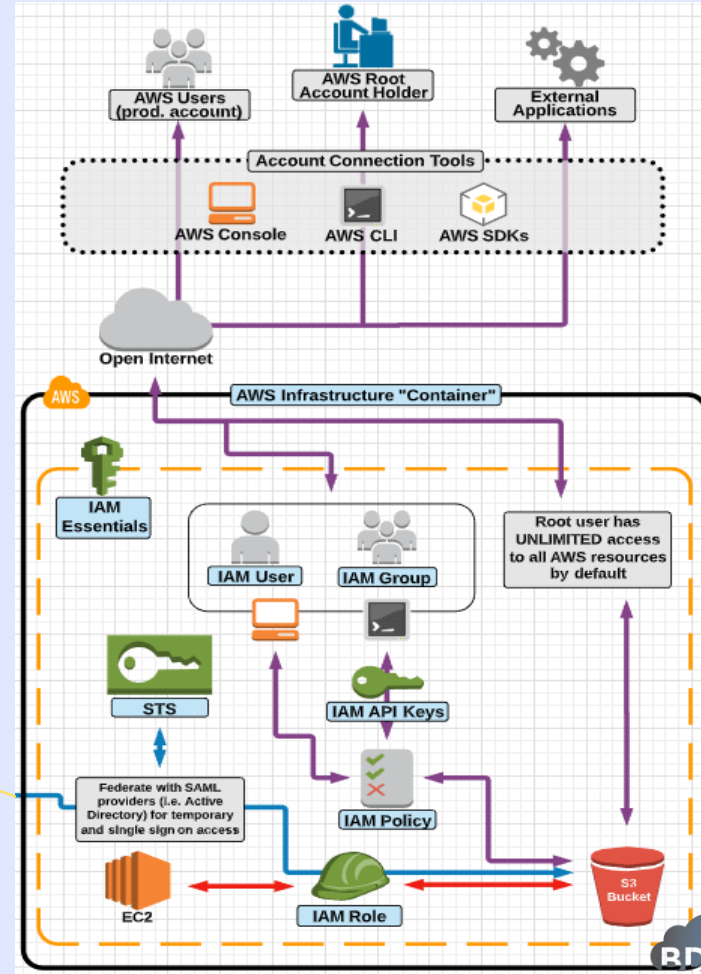 AWS Users
(prod. account)
AWS Root
Account Holder
External
Applications
Account Connection Tools
AWS Console
AWS CLI
AWS SDKs
Open Internet
AWS
AWS Infrastructure "Container"
IAM
Essentials
IAM User
IAM Group
Root user has
UNLIMITED access
to all AWS resources
by default
STS
IAM API Keys
Federate with SAML
providers (i.e. Active
Directory) for temporary
and single sign on access
IAM Policy
EC2
IAM Role
S3
Bucket